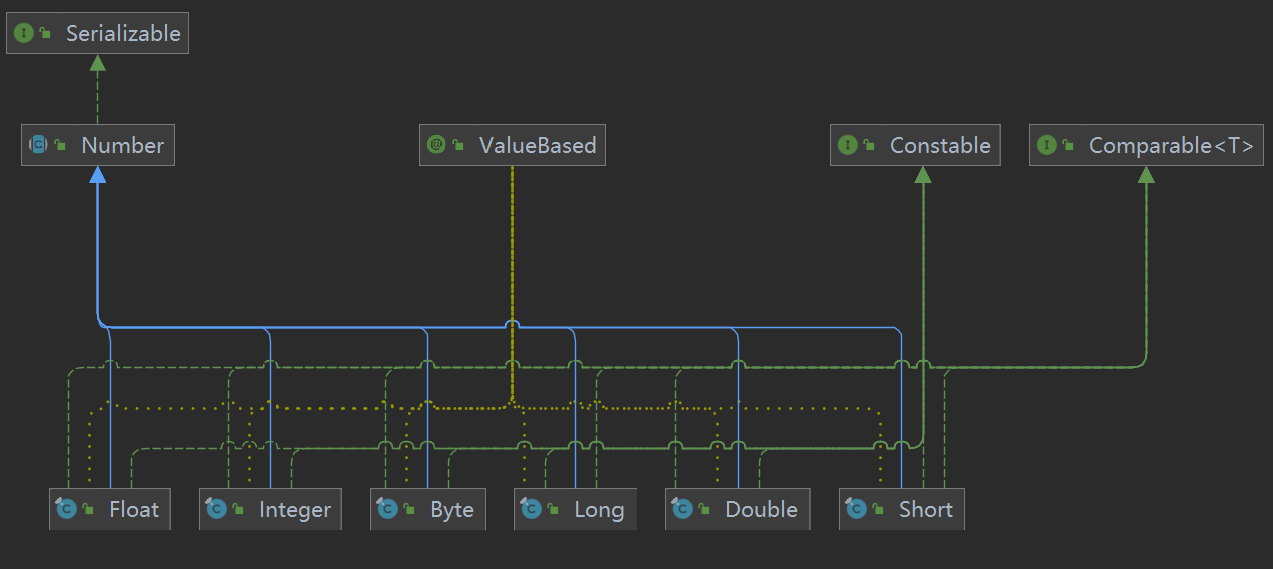 Serializable
Number
ValueBased
Constable
Comparable<T>
Float
Integer
Byte
Long
Double
Short